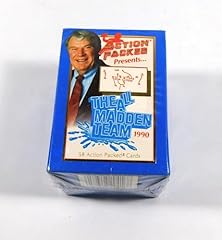 ACTION
PACKED
Presents...
THE ALL
MADDEN
TEAM
1990
58 Action Packed® Cards